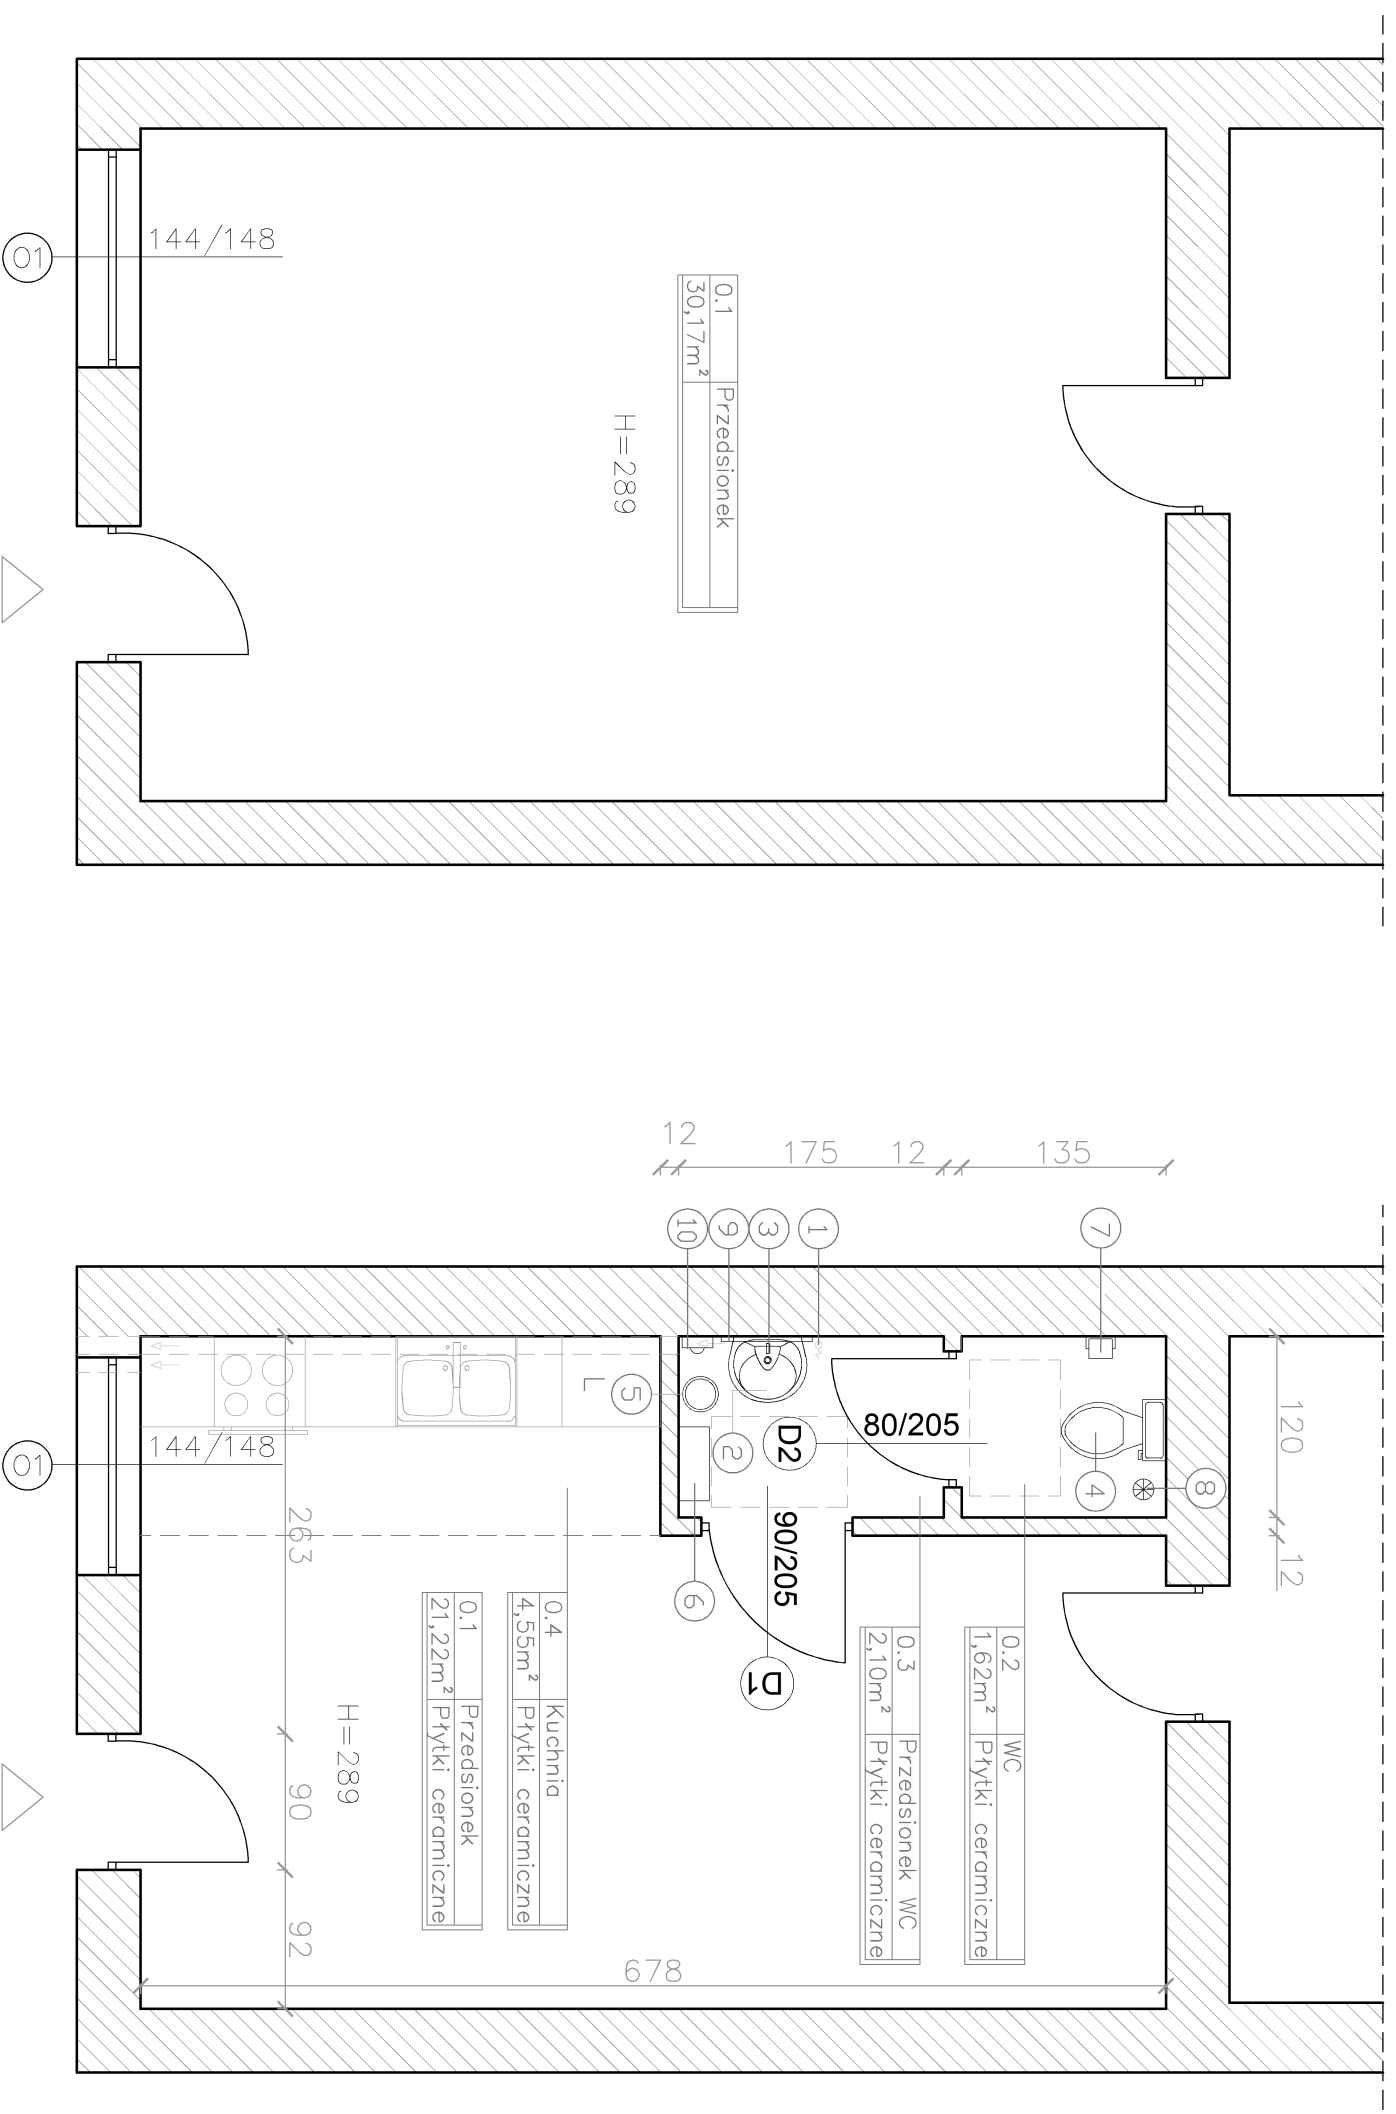 O1
144/148
0.1 Przedsionek
30,17m²
H=289
12
175
12
135
10
9
3
1
7
120
12
8
4
80/205
D2
2
5
L
6
90/205
D1
O1
144/148
263
90
92
678
0.2 WC
1,62m² Płytki ceramiczne
0.3 Przedsionek WC
2,10m² Płytki ceramiczne
0.4 Kuchnia
4,55m² Płytki ceramiczne
0.1 Przedsionek
21,22m² Płytki ceramiczne
H=289